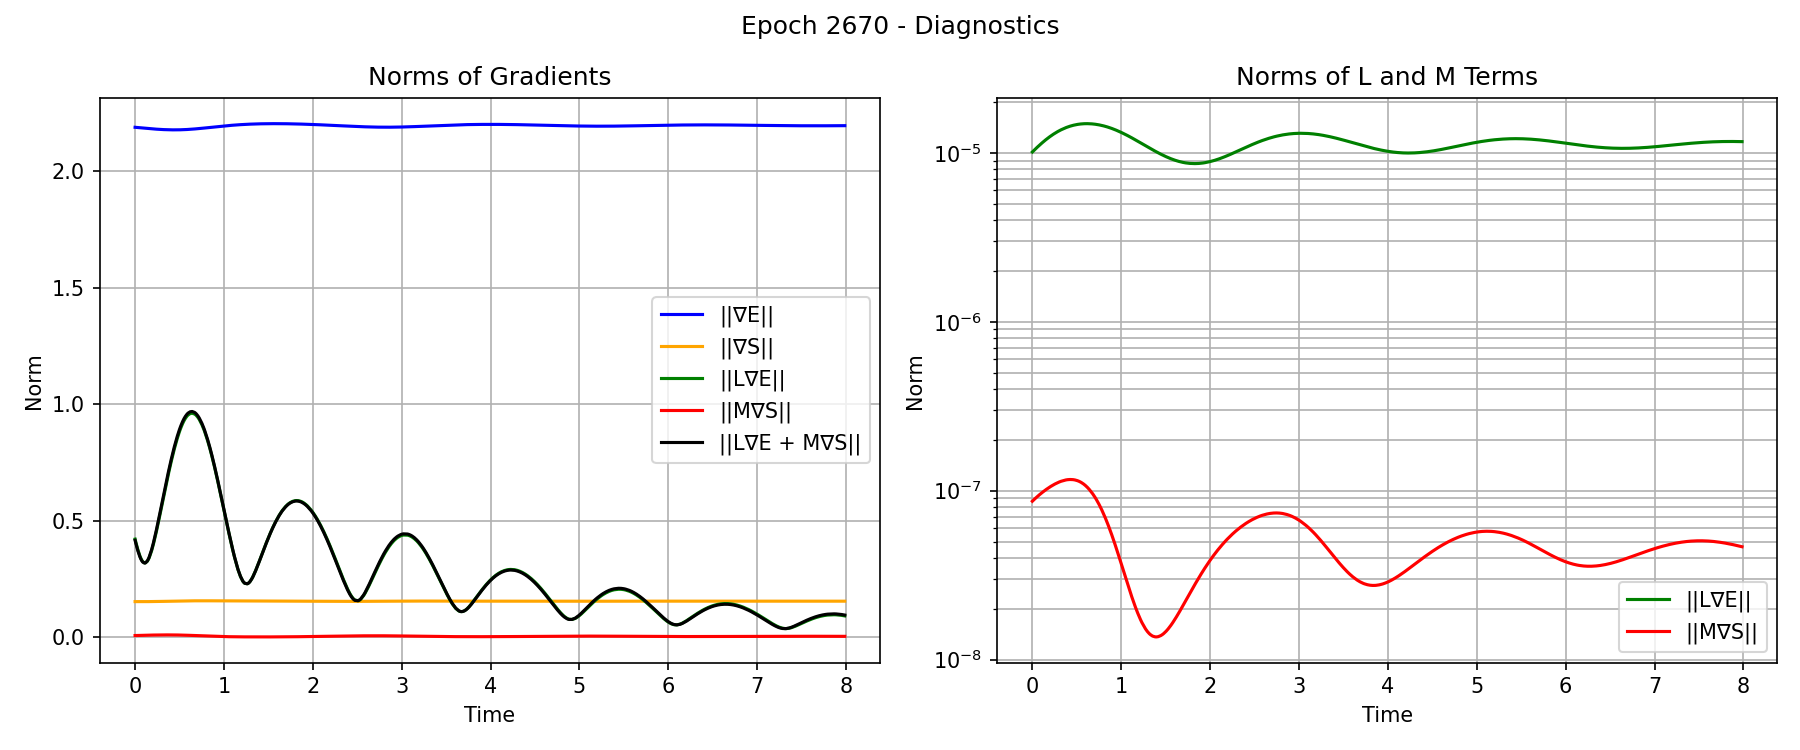 Epoch 2670 - Diagnostics
Norms of Gradients
Norm
2.0
1.5
1.0
0.5
0.0
||∇E||
||∇S||
||L∇E||
||M∇S||
||L∇E + M∇S||
0 1 2 3 4 5 6 7 8
Time
Norms of L and M Terms
Norm
10⁻⁵
10⁻⁶
10⁻⁷
10⁻⁸
||L∇E||
||M∇S||
0 1 2 3 4 5 6 7 8
Time